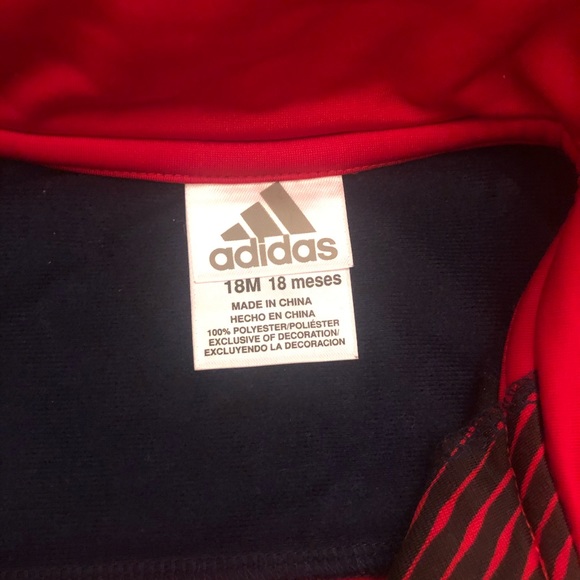 adidas
18M 18 meses
MADE IN CHINA
HECHO EN CHINA
100% POLYESTER/POLIÉSTER
EXCLUSIVE OF DECORATION/
EXCLUYENDO LA DECORACION